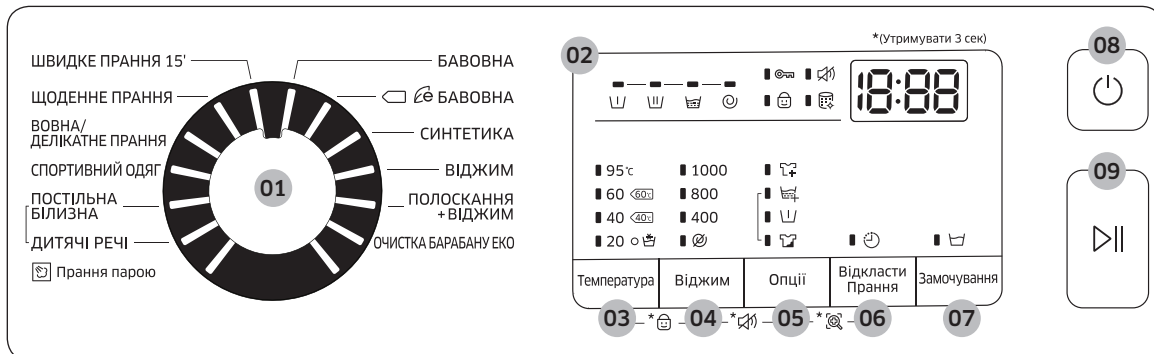 ШВИДКЕ ПРАННЯ 15'
ЩОДЕННЕ ПРАННЯ
ВОВНА/
ДЕЛІКАТНЕ ПРАННЯ
СПОРТИВНИЙ ОДЯГ
ПОСТІЛЬНА
БІЛИЗНА
ДИТЯЧІ РЕЧІ
Прання парою
01
БАВОВНА
БАВОВНА
СИНТЕТИКА
ВІДЖИМ
ПОЛОСКАННЯ
+ВІДЖИМ
ОЧИСТКА БАРАБАНУ ЕКО
02
*(Утримувати 3 сек)
18:88
95℃
1000
60 60℃
800
40 40℃
400
20
Температура
Віджим
Опції
Відкласти
Прання
Замочування
03
*
04
*
05
*
06
07
08
09